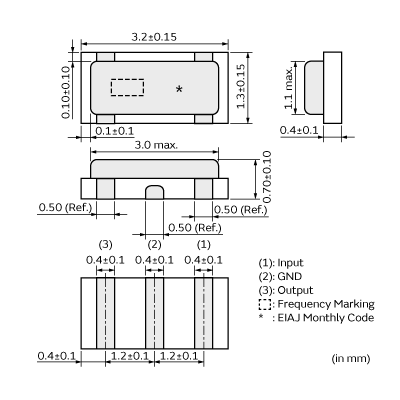 3.2±0.15
0.10±0.10
*
1.3±0.15
1.1 max.
0.1±0.1
0.4±0.1
3.0 max.
0.70±0.10
0.50 (Ref.)
0.50 (Ref.)
0.50 (Ref.)
(3) (2) (1)
0.4±0.1 0.4±0.1 0.4±0.1
(1): Input
(2): GND
(3): Output
: Frequency Marking
* : EIAJ Monthly Code
0.4±0.1 1.2±0.1 1.2±0.1
(in mm)